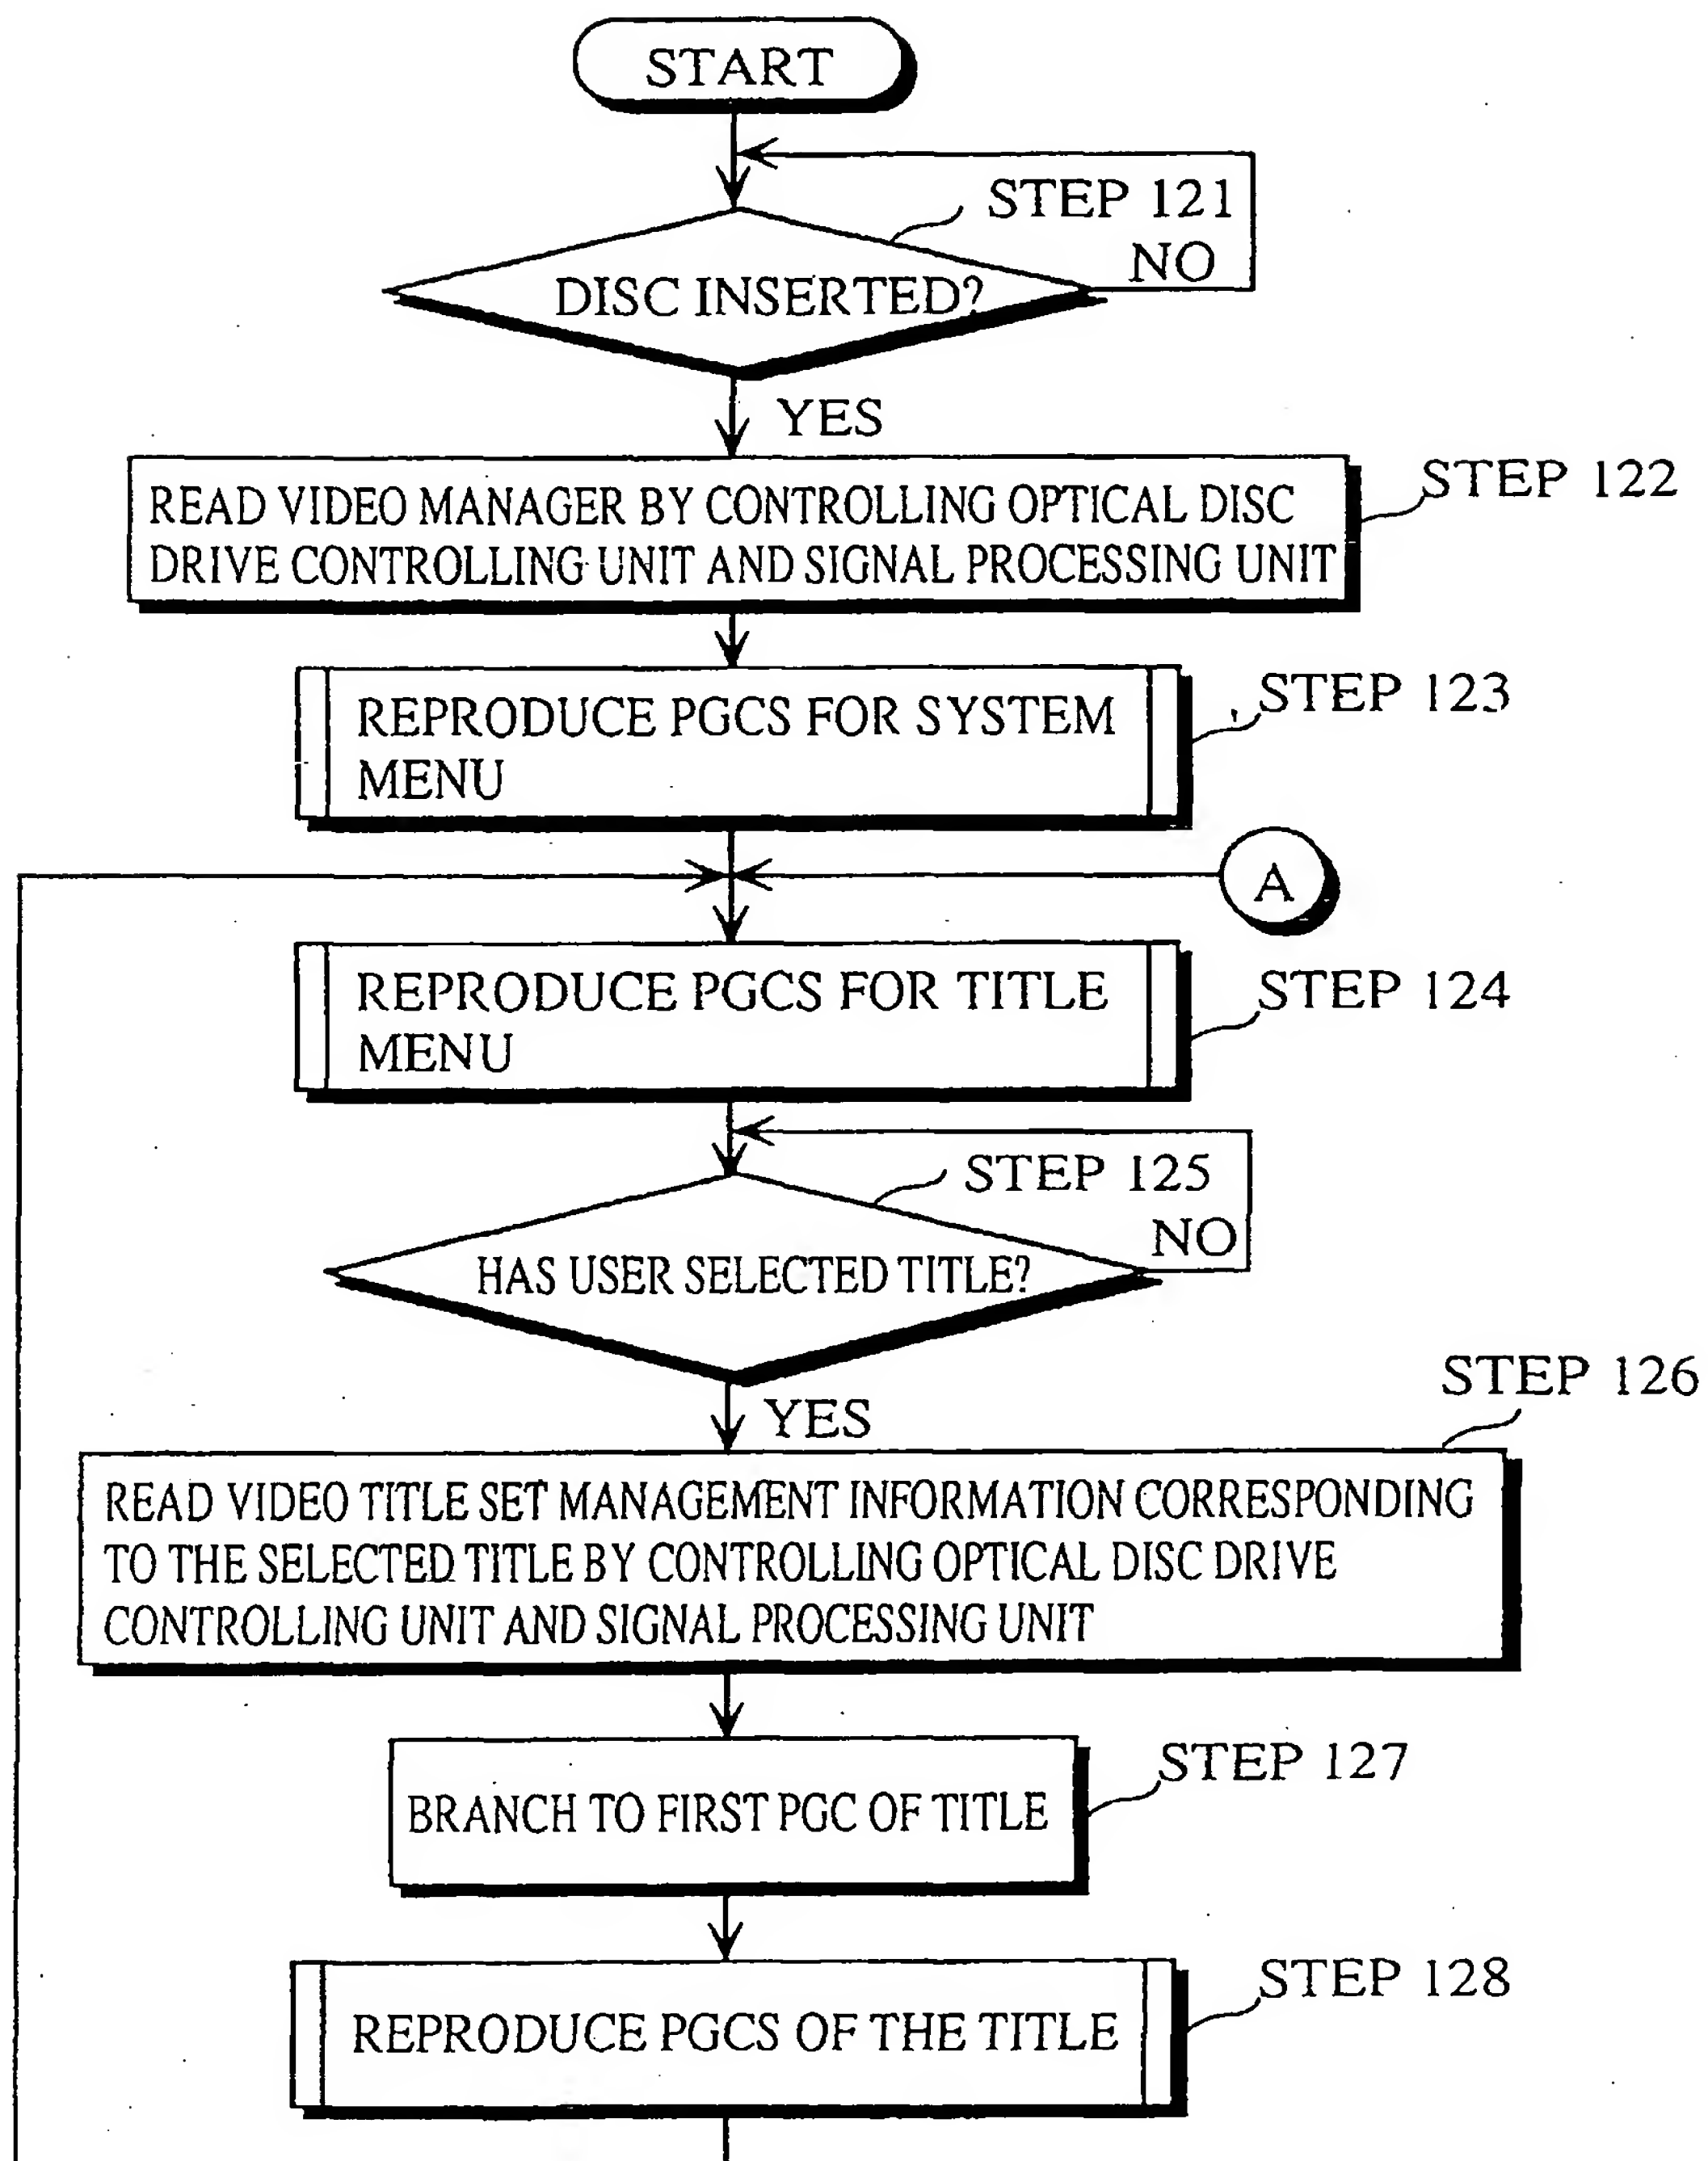 START
STEP 121
NO
DISC INSERTED?
YES
STEP 122
READ VIDEO MANAGER BY CONTROLLING OPTICAL DISC
DRIVE CONTROLLING UNIT AND SIGNAL PROCESSING UNIT
STEP 123
REPRODUCE PGCS FOR SYSTEM
MENU
A
STEP 124
REPRODUCE PGCS FOR TITLE
MENU
STEP 125
NO
HAS USER SELECTED TITLE?
YES
STEP 126
READ VIDEO TITLE SET MANAGEMENT INFORMATION CORRESPONDING
TO THE SELECTED TITLE BY CONTROLLING OPTICAL DISC DRIVE
CONTROLLING UNIT AND SIGNAL PROCESSING UNIT
STEP 127
BRANCH TO FIRST PGC OF TITLE
STEP 128
REPRODUCE PGCS OF THE TITLE